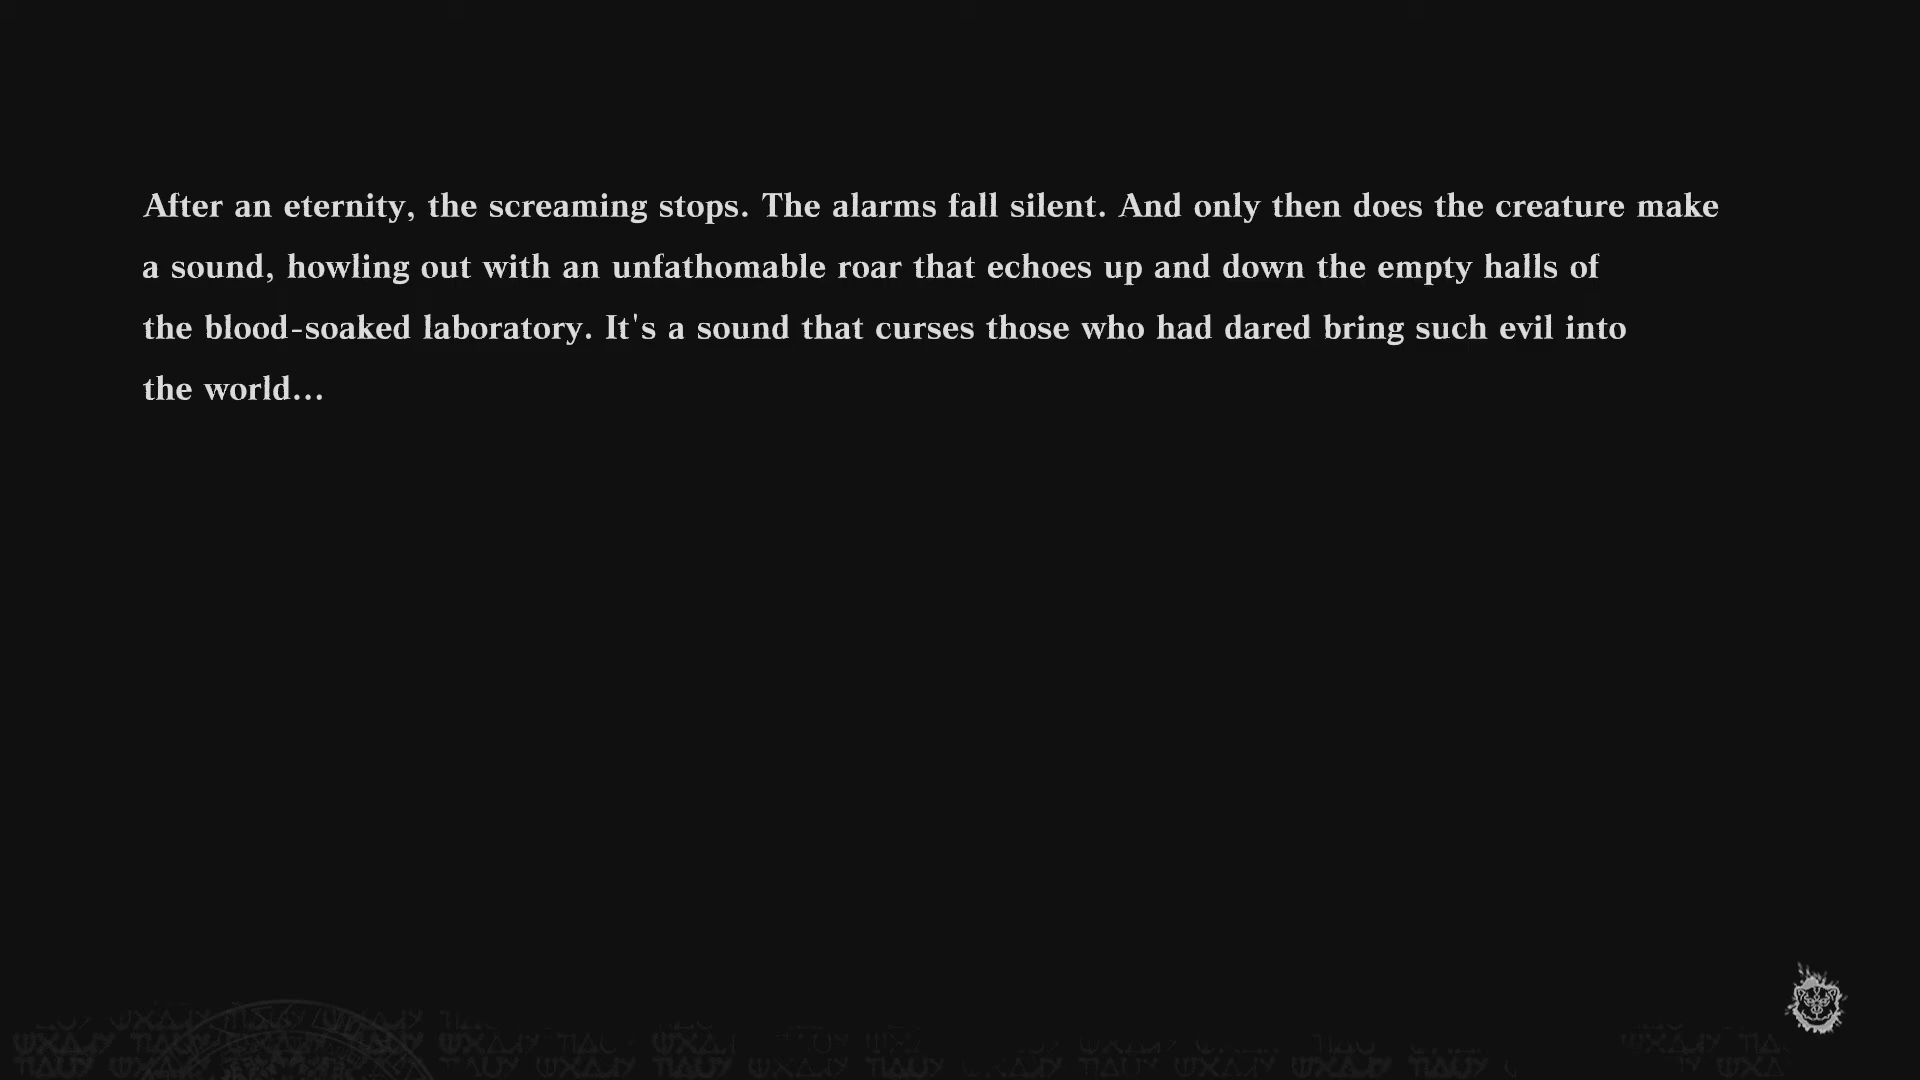 After an eternity, the screaming stops. The alarms fall silent. And only then does the creature make
a sound, howling out with an unfathomable roar that echoes up and down the empty halls of
the blood-soaked laboratory. It's a sound that curses those who had dared bring such evil into
the world...